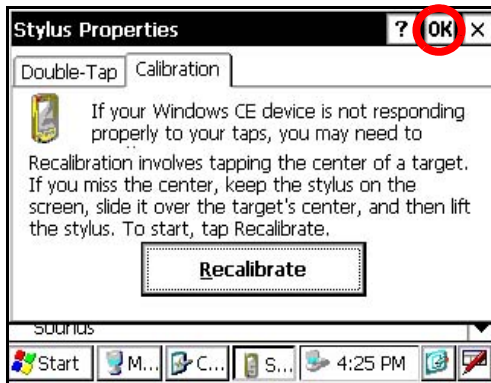 Stylus Properties ? OK ×
Double-Tap Calibration
If your Windows CE device is not responding
properly to your taps, you may need to
Recalibration involves tapping the center of a target.
If you miss the center, keep the stylus on the
screen, slide it over the target's center, and then lift
the stylus. To start, tap Recalibrate.
Recalibrate
Sounds
Start M... C... S... 4:25 PM